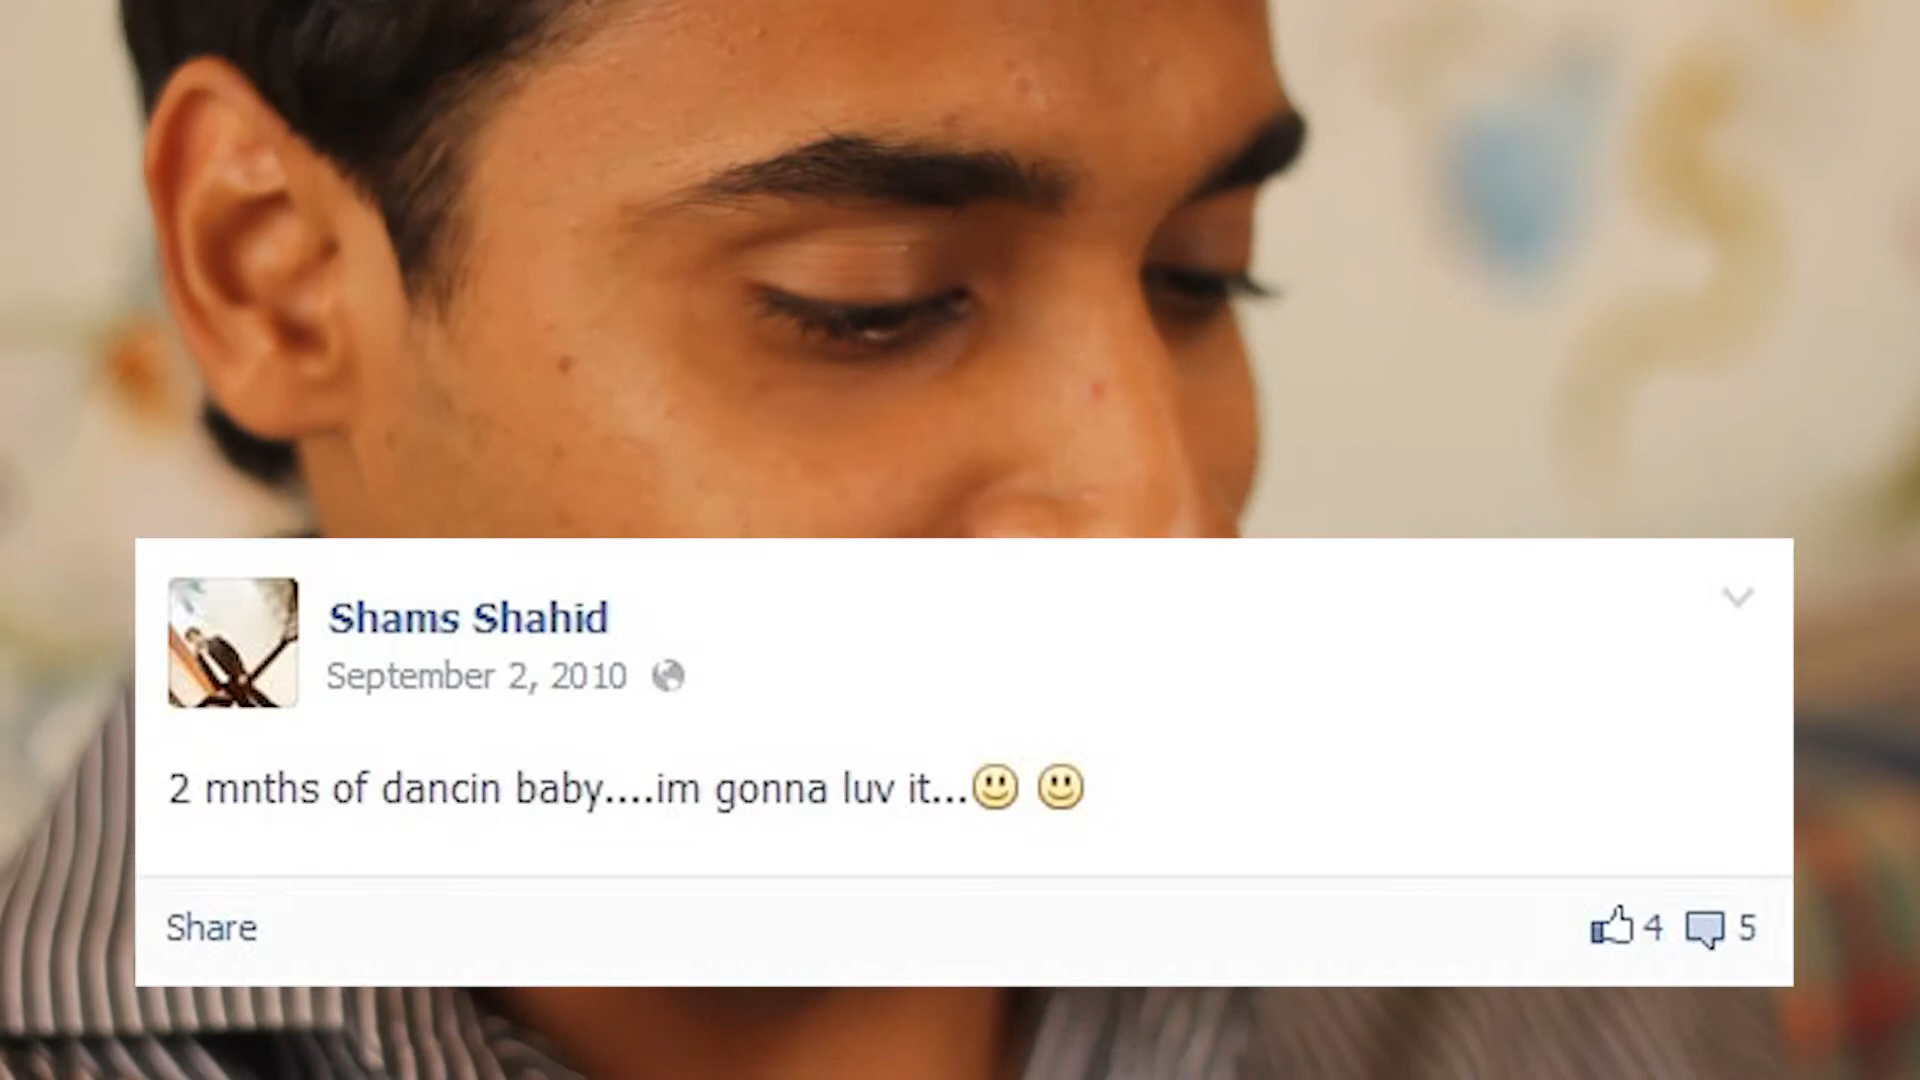 Shams Shahid
September 2, 2010
2 mnths of dancin baby....im gonna luv it...
Share
4 5